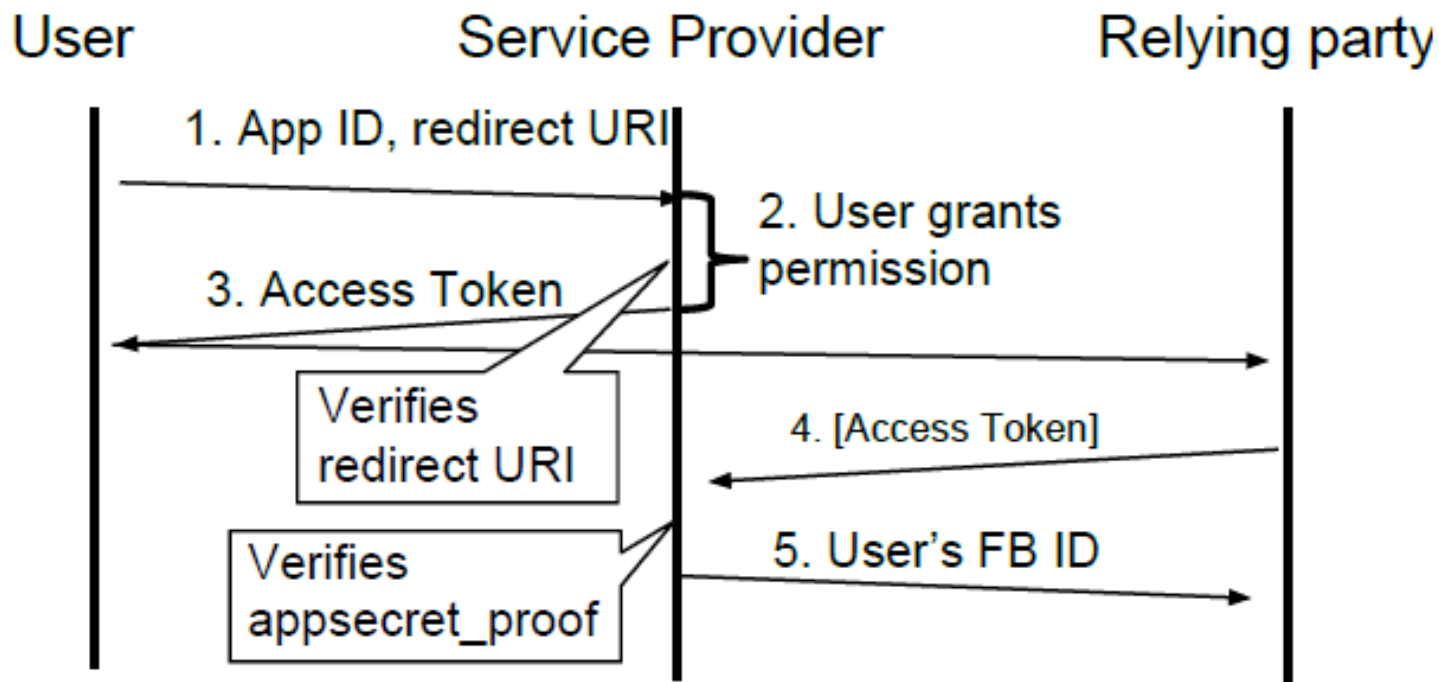 User
Service Provider
Relying party
1. App ID, redirect URI
2. User grants
permission
3. Access Token
Verifies
redirect URI
4. [Access Token]
Verifies
appsecret_proof
5. User's FB ID